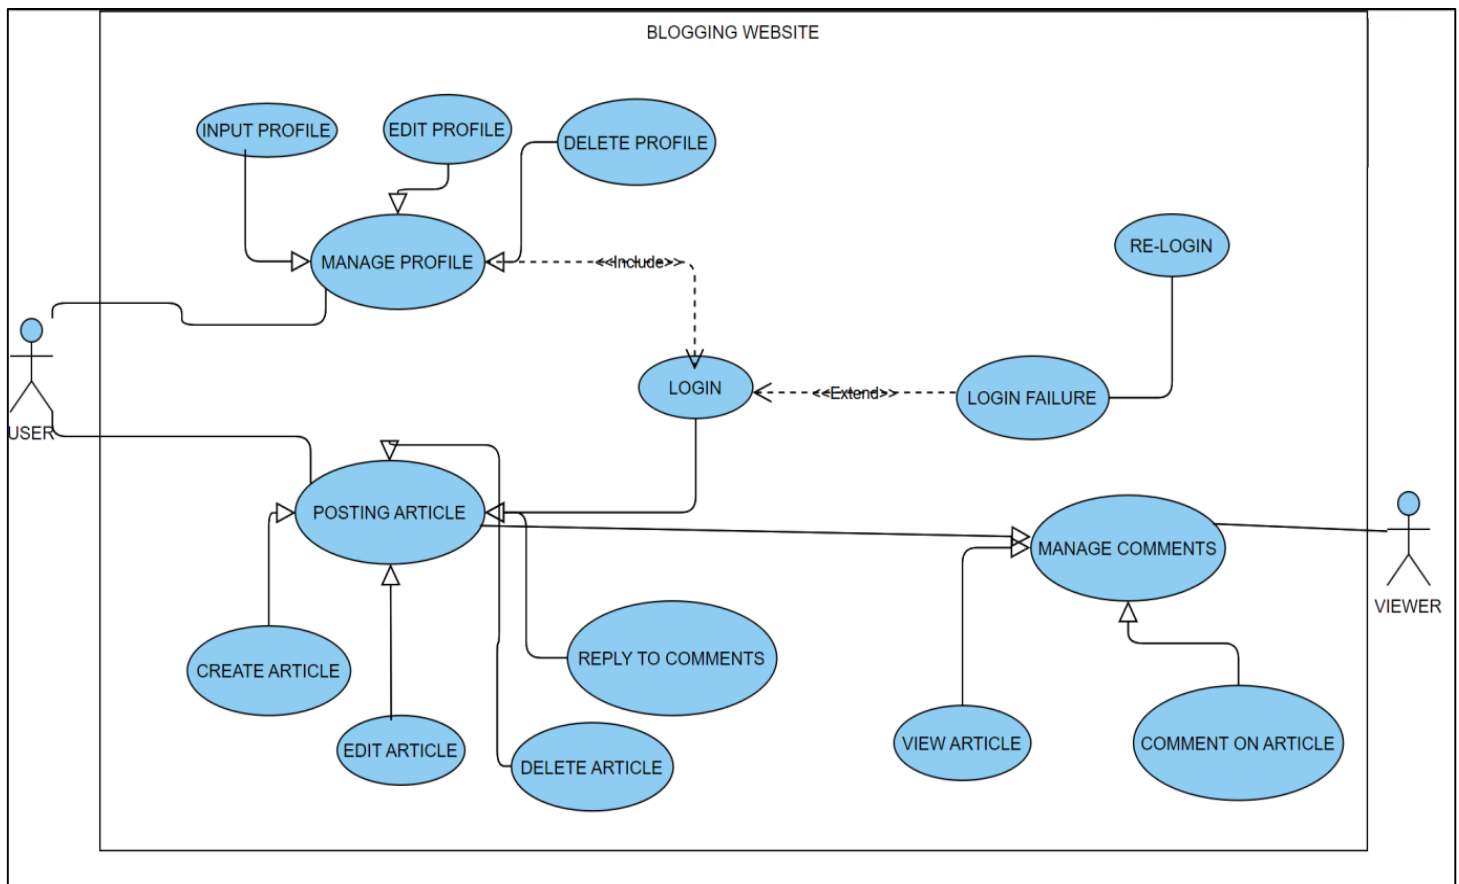 BLOGGING WEBSITE
INPUT PROFILE
EDIT PROFILE
DELETE PROFILE
MANAGE PROFILE
<<Include>>
RE-LOGIN
LOGIN
<<Extend>>
LOGIN FAILURE
USER
POSTING ARTICLE
MANAGE COMMENTS
VIEWER
CREATE ARTICLE
REPLY TO COMMENTS
EDIT ARTICLE
DELETE ARTICLE
VIEW ARTICLE
COMMENT ON ARTICLE